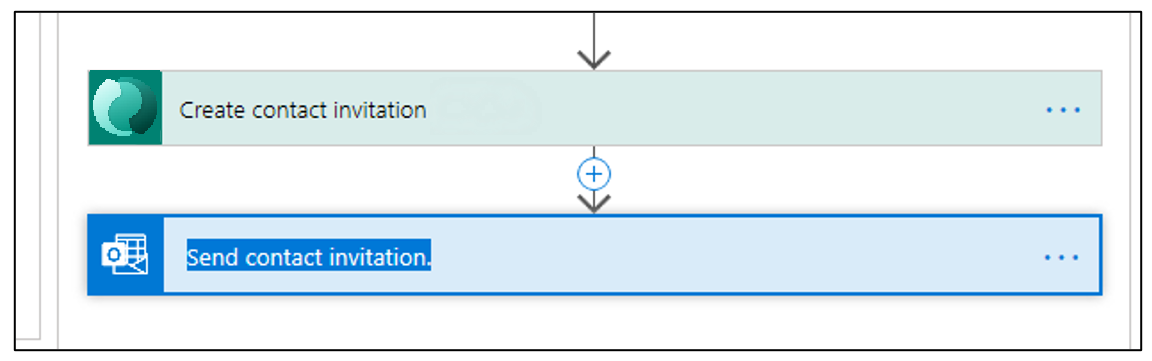 Create contact invitation
Send contact invitation.